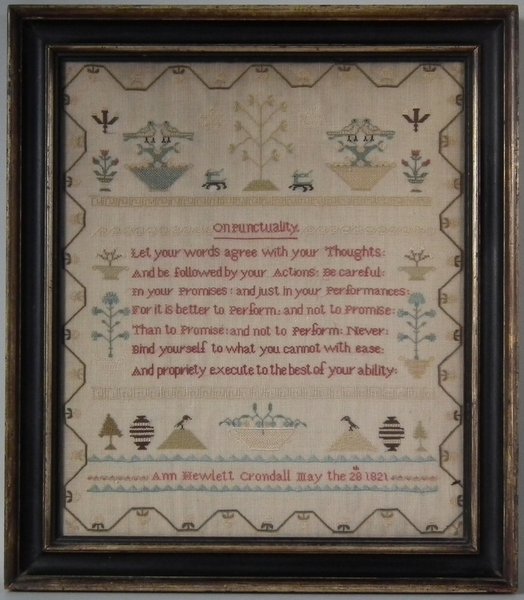 On Punctuality.
Let your words agree with your Thoughts:
And be followed by your Actions: Be careful:
In your Promises: and just in your Performances:
For it is better to Perform: and not to Promise:
Than to Promise: and not to Perform: Never:
Bind yourself to what you cannot with ease:
And propriety execute to the best of your ability:
Ann Hewlett Crondall May the 28 1821